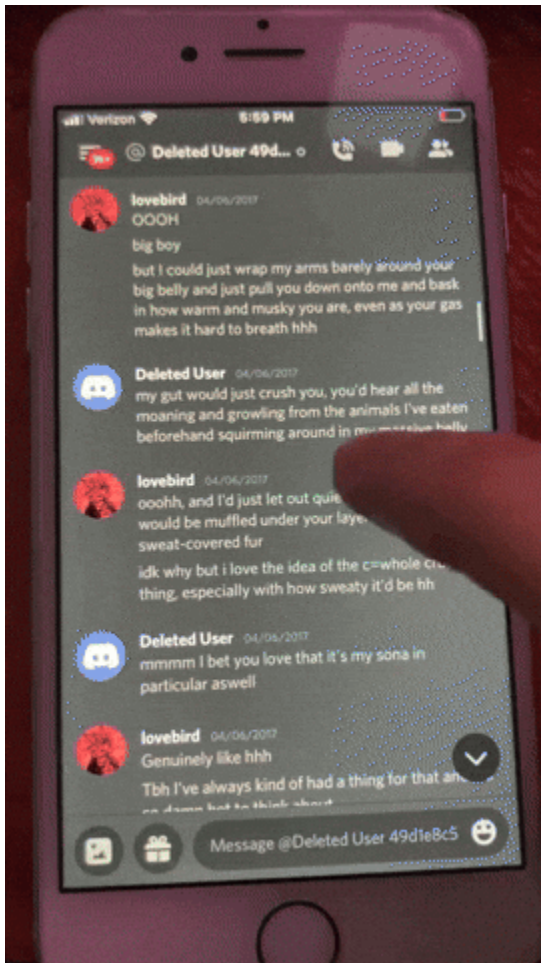 Verizon 5:59 PM
Deleted User 49d...
lovebird 04/06/2017
OOOH
big boy
but I could just wrap my arms barely around your
big belly and just pull you down onto me and bask
in how warm and musky you are, even as your gas
makes it hard to breath hhh
Deleted User 04/06/2017
my gut would just crush you, you'd hear all the
moaning and growling from the animals I've eaten
beforehand squirming around in my massive belly
lovebird 04/06/2017
ooohh, and I'd just let out
would be muffled under your
sweat-covered fur
idk why but i love the idea of the c=whole
thing, especially with how sweaty it'd be hh
Deleted User 04/06/2017
mmmm I bet you love that it's my sona in
particular aswell
lovebird 04/06/2017
Genuinely like hhh
Tbh I've always kind of had a thing for that
so damn hot to think about
Message @Deleted User 49d1e8c5